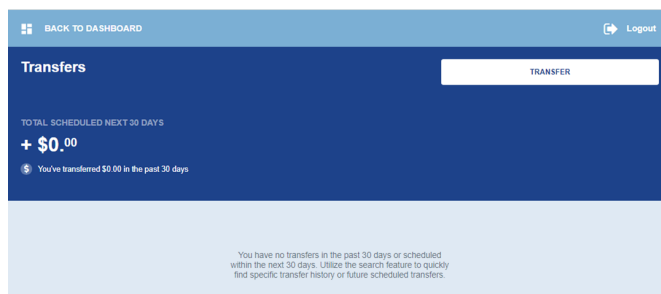 BACK TO DASHBOARD
Logout
Transfers
TRANSFER
TOTAL SCHEDULED NEXT 30 DAYS
+ $0.00
$ You've transferred $0.00 in the past 30 days
You have no transfers in the past 30 days or scheduled
within the next 30 days. Utilize the search feature to quickly
find specific transfer history or future scheduled transfers.